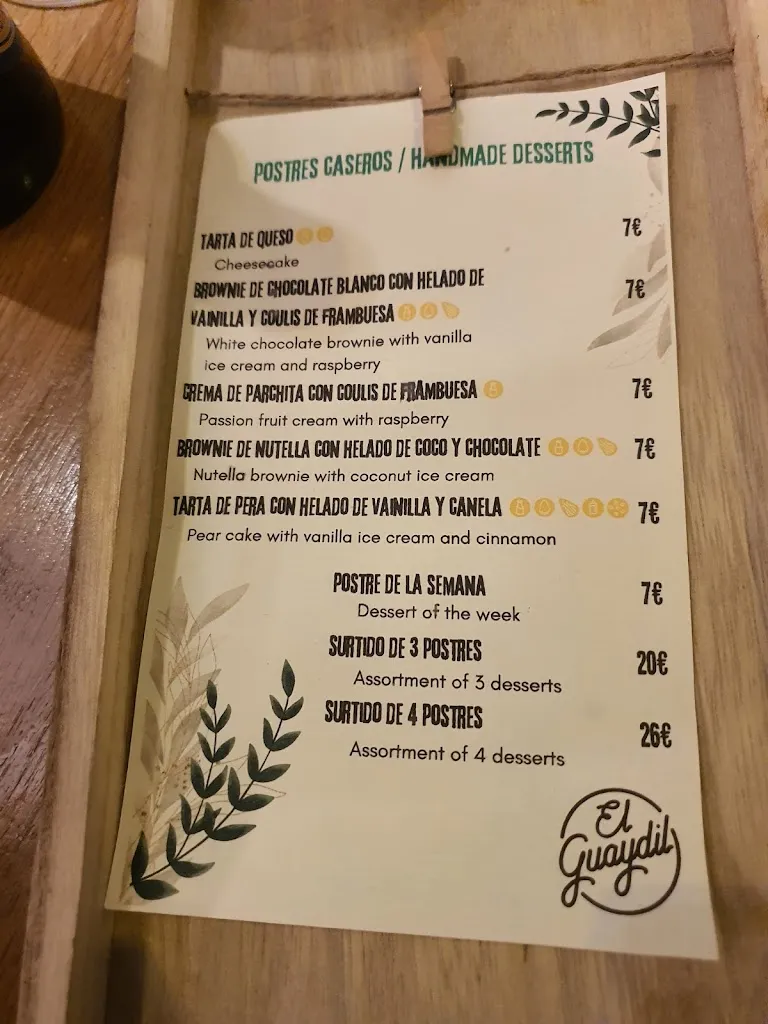 POSTRES CASEROS / HANDMADE DESSERTS
TARTA DE QUESO 7€
Cheesecake
BROWNIE DE CHOCOLATE BLANCO CON HELADO DE 7€
VAINILLA Y COULIS DE FRAMBUESA
White chocolate brownie with vanilla
ice cream and raspberry
CREMA DE PARCHITA CON COULIS DE FRAMBUESA 7€
Passion fruit cream with raspberry
BROWNIE DE NUTELLA CON HELADO DE COCO Y CHOCOLATE 7€
Nutella brownie with coconut ice cream
TARTA DE PERA CON HELADO DE VAINILLA Y CANELA 7€
Pear cake with vanilla ice cream and cinnamon
POSTRE DE LA SEMANA 7€
Dessert of the week
SURTIDO DE 3 POSTRES 20€
Assortment of 3 desserts
SURTIDO DE 4 POSTRES 26€
Assortment of 4 desserts
El
Guaydil